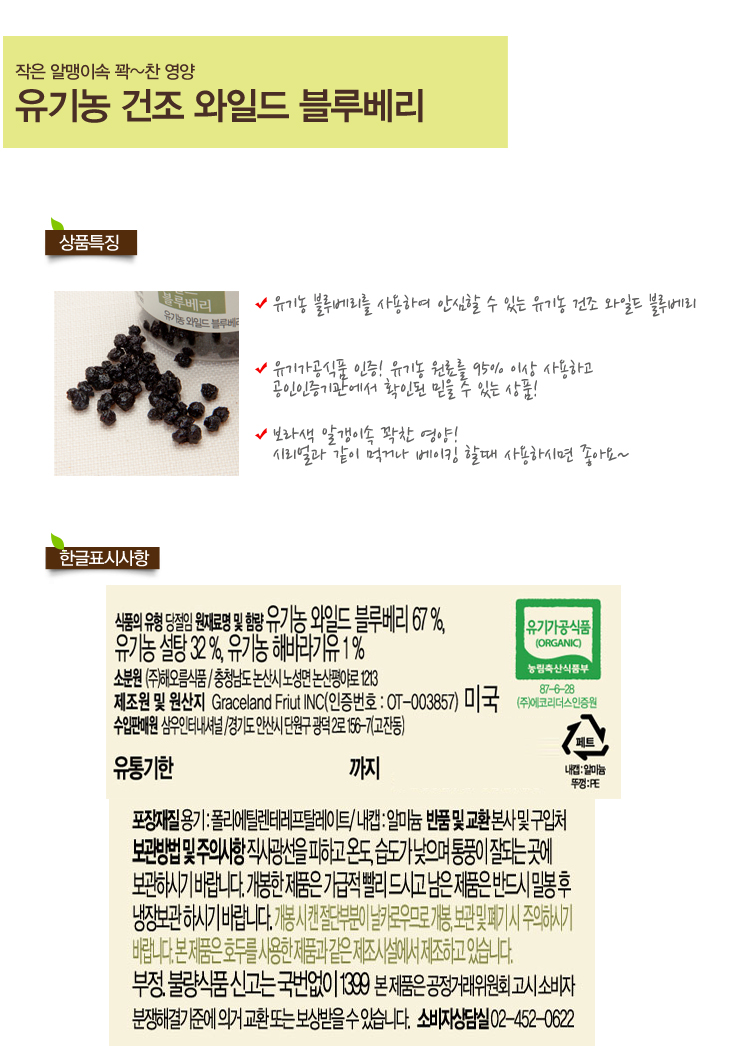 작은 알맹이속 꽉~찬 영양
유기농 건조 와일드 블루베리
상품특징
블루베리
유기농 와일드 블루베리
유기농 블루베리를 사용하여 안심할 수 있는 유기농 건조 와일드 블루베리
유기가공식품 인증! 유기농 원료를 95% 이상 사용하고
공인인증기관에서 확인된 믿을 수 있는 상품!
보라색 알갱이속 꽉찬 영양!
시리얼과 같이 먹거나 베이킹 할때 사용하시면 좋아요~
한글표시사항
식품의 유형 당절임 원재료명 및 함량 유기농 와일드 블루베리 67 %,
유기농 설탕 32 %, 유기농 해바라기유 1 %
소분원 (주)해오름식품 / 충청남도 논산시 노성면 논산평야로 1213
제조원 및 원산지 Graceland Friut INC(인증번호 : OT-003857) 미국
수입판매원 삼우인터내셔널 /경기도 안산시 단원구 광덕 2로 156-7(고잔동)
유통기한 까지
유기가공식품
(ORGANIC)
농림축산식품부
87-6-28
(주)에코리더스인증원
페트
내캡 : 알미늄
뚜껑 : PE
포장재질 용기 : 폴리에틸렌테레프탈레이트/ 내캡 : 알미늄 반품 및 교환 본사 및 구입처
보관방법 및 주의사항 직사광선을 피하고 온도, 습도가 낮으며 통풍이 잘되는 곳에
보관하시기 바랍니다. 개봉한 제품은 가급적 빨리 드시고 남은 제품은 반드시 밀봉 후
냉장보관 하시기 바랍니다. 개봉 시 캔 절단부분이 날카로우므로 개봉, 보관 및 폐기 시 주의하시기
바랍니다. 본 제품은 호두를 사용한 제품과 같은 제조시설에서 제조하고 있습니다.
부정. 불량식품 신고는 국번없이 1399 본 제품은 공정거래위원회 고시 소비자
분쟁해결기준에 의거 교환 또는 보상받을 수 있습니다. 소비자상담실 02-452-0622